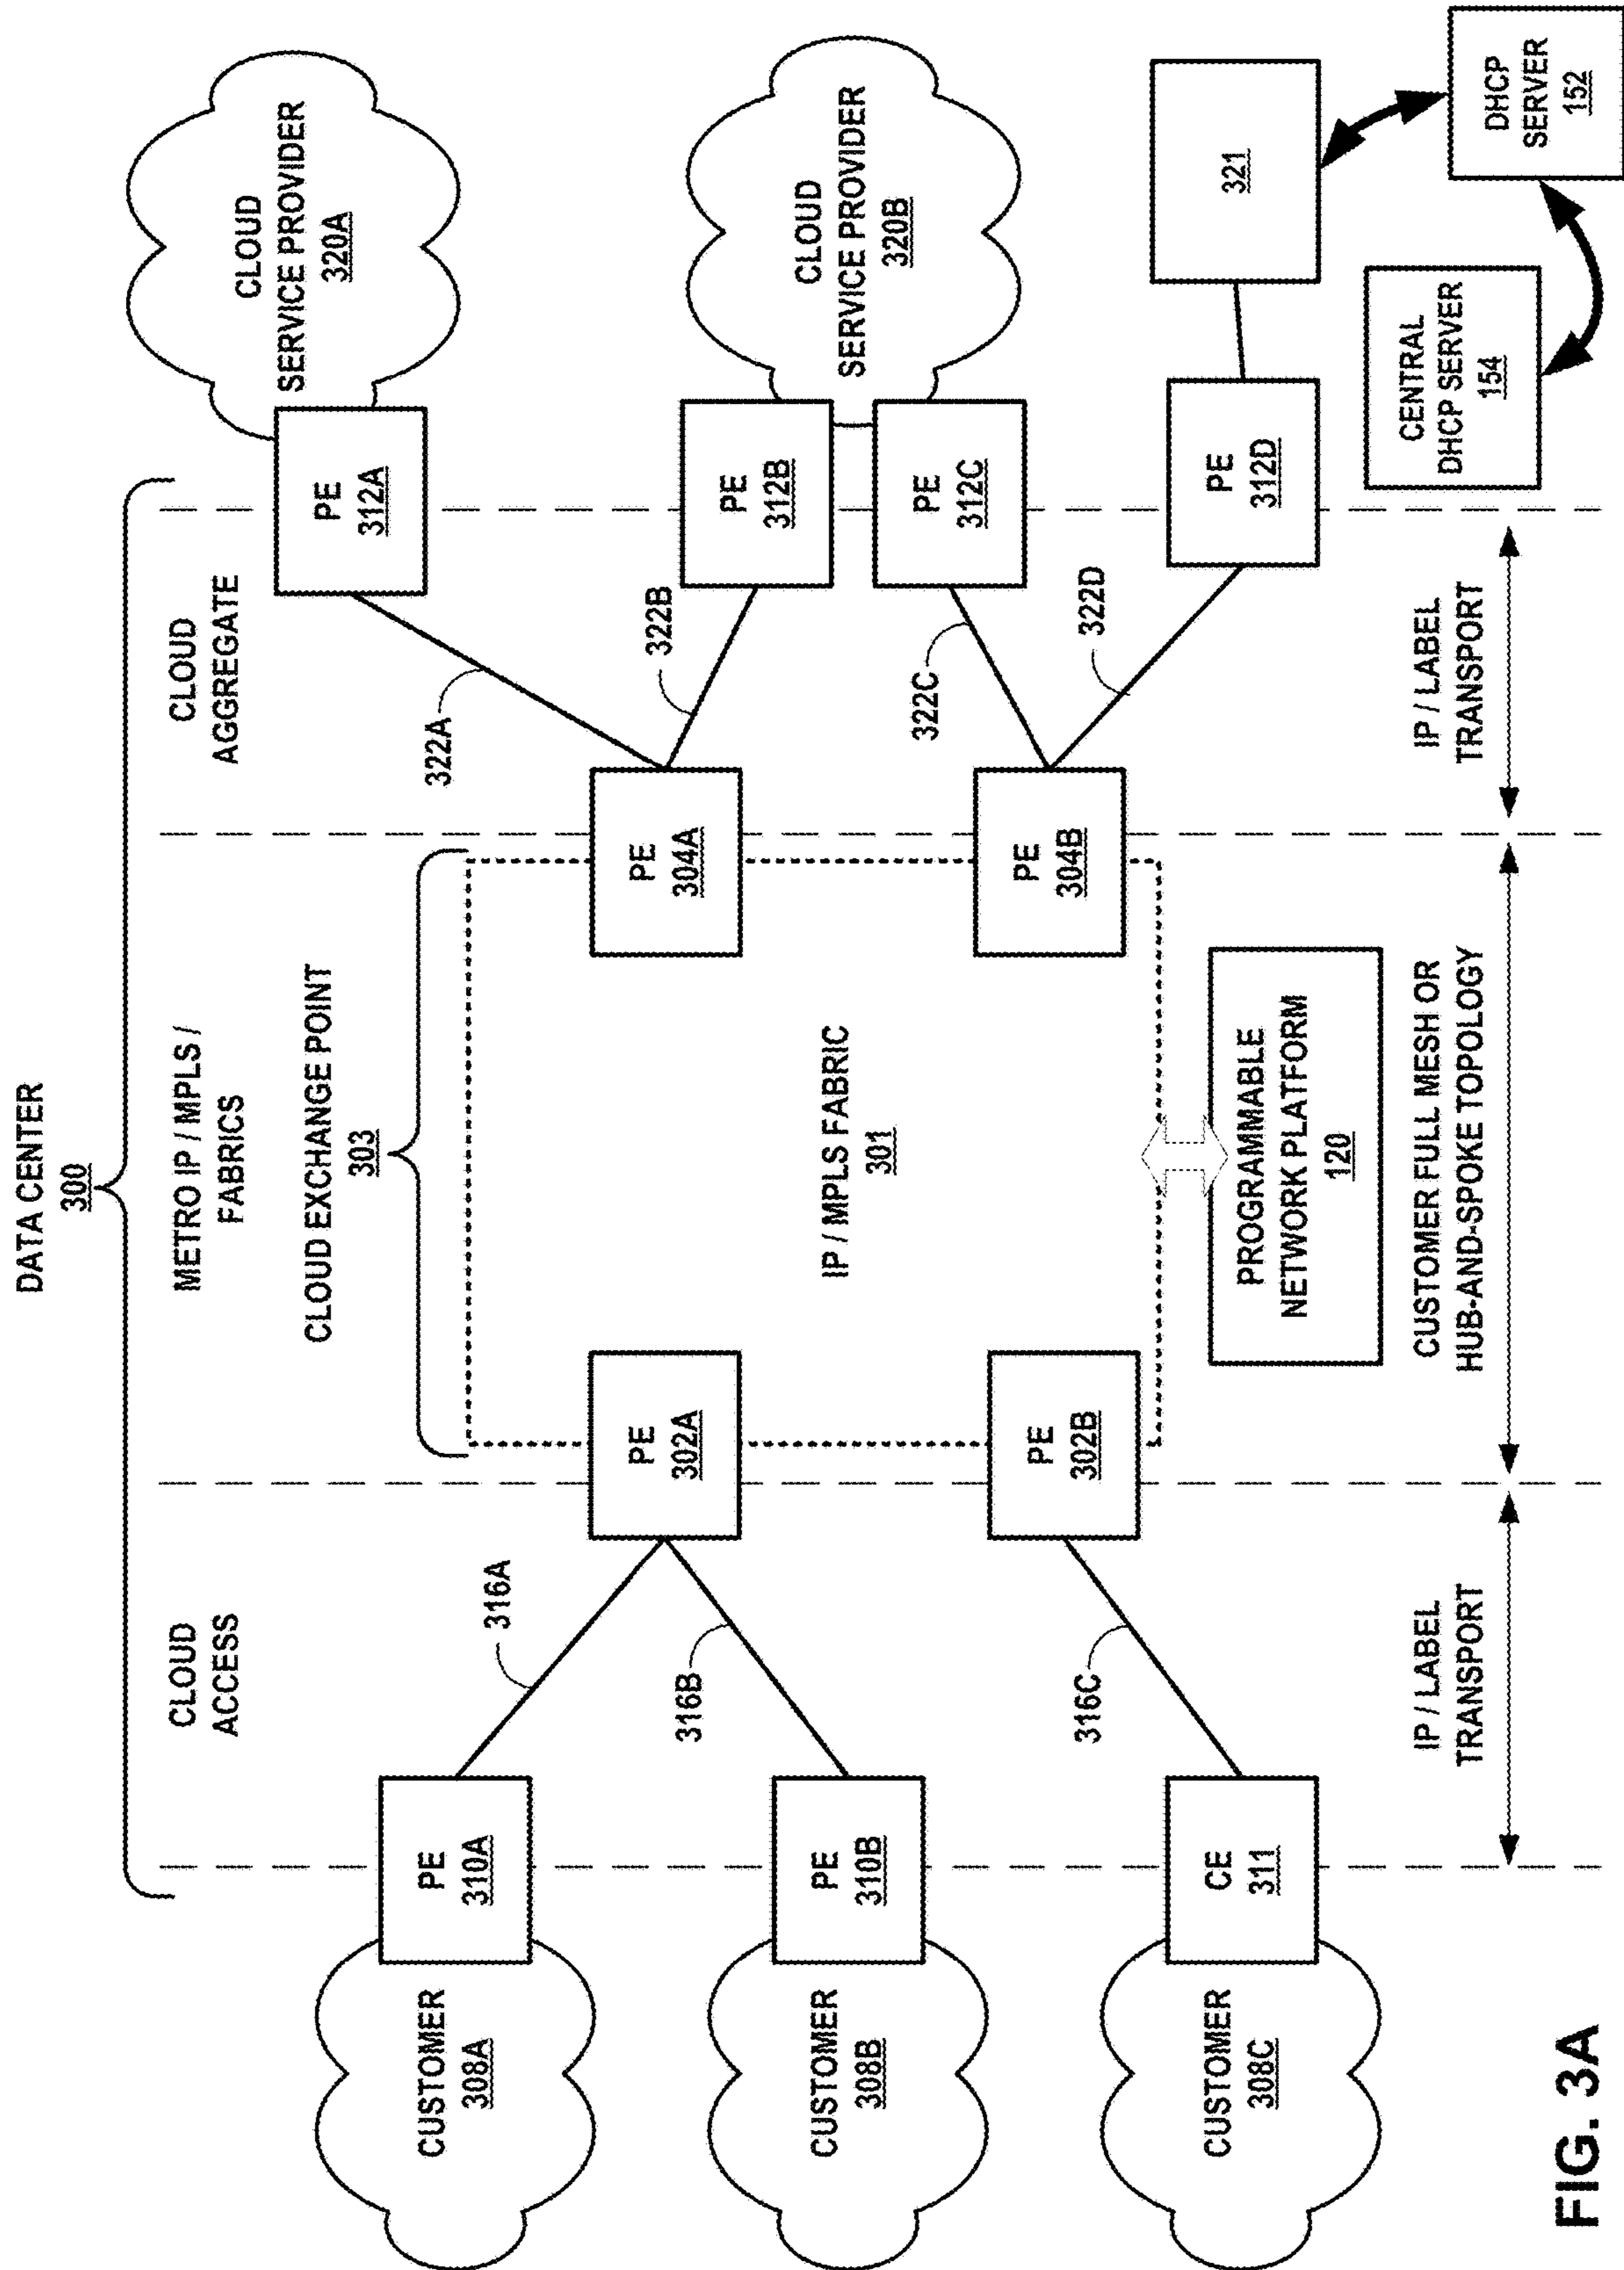 DATA CENTER
300
CLOUD
ACCESS
METRO IP / MPLS /
FABRICS
CLOUD
AGGREGATE
CLOUD EXCHANGE POINT
303
CUSTOMER
308A
PE
310A
316A
PE
302A
PE
304A
322A
PE
312A
CLOUD
SERVICE PROVIDER
320A
CUSTOMER
308B
PE
310B
316B
IP / MPLS FABRIC
301
322B
PE
312B
322C
PE
312C
CLOUD
SERVICE PROVIDER
320B
CUSTOMER
308C
CE
311
316C
PE
302B
PE
304B
322D
PE
312D
321
PROGRAMMABLE
NETWORK PLATFORM
120
CENTRAL
DHCP SERVER
154
DHCP
SERVER
152
IP / LABEL
TRANSPORT
CUSTOMER FULL MESH OR
HUB-AND-SPOKE TOPOLOGY
IP / LABEL
TRANSPORT
FIG. 3A